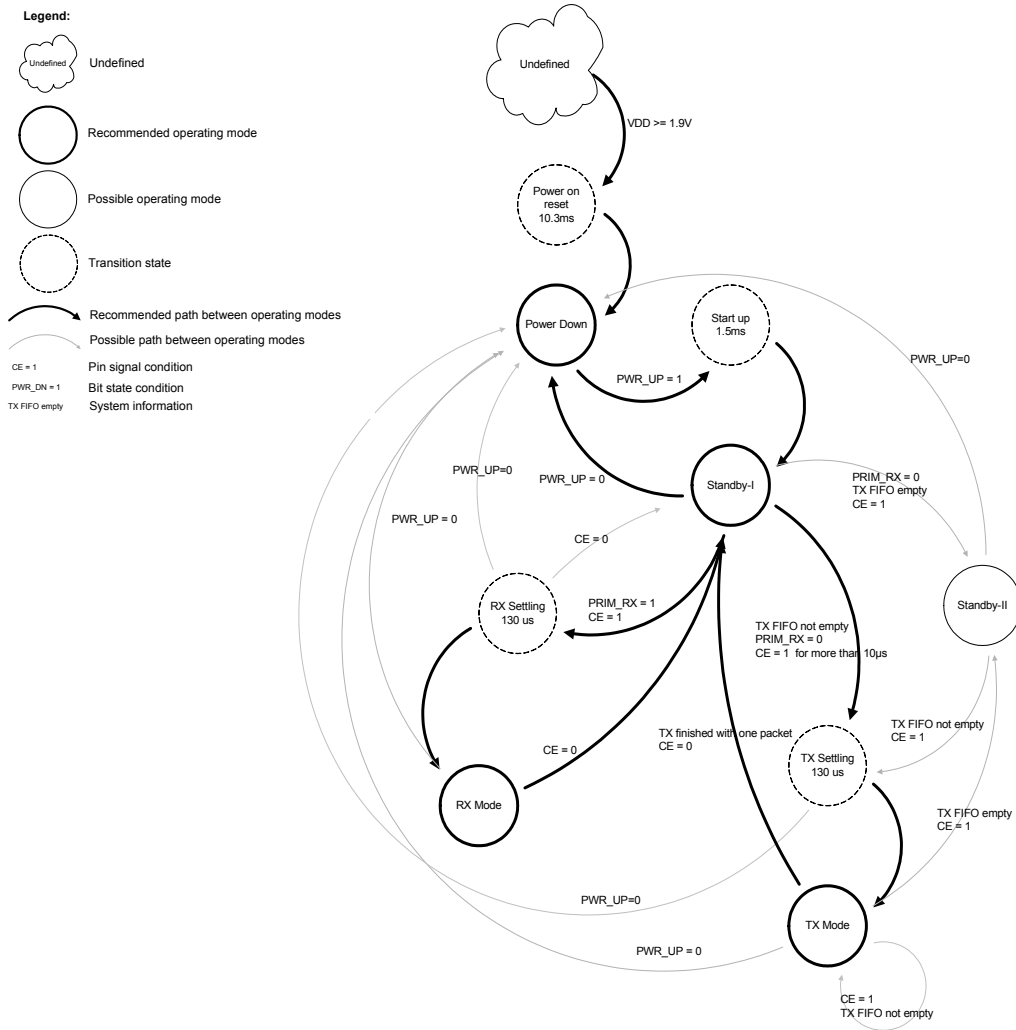 Legend:
Undefined
Undefined
Recommended operating mode
Possible operating mode
Transition state
Recommended path between operating modes
Possible path between operating modes
CE = 1
Pin signal condition
PWR_DN = 1
Bit state condition
TX FIFO empty
System information
Undefined
VDD >= 1.9V
Power on
reset
10.3ms
Power Down
Start up
1.5ms
PWR_UP=0
PWR_UP = 1
PWR_UP=0
PWR_UP = 0
Standby-I
PRIM_RX = 0
TX FIFO empty
CE = 1
PWR_UP = 0
CE = 0
RX Settling
130 us
PRIM_RX = 1
CE = 1
Standby-II
TX FIFO not empty
PRIM_RX = 0
CE = 1 for more than 10µs
TX finished with one packet
CE = 0
CE = 0
TX FIFO not empty
CE = 1
TX Settling
130 us
RX Mode
TX FIFO empty
CE = 1
PWR_UP=0
TX Mode
PWR_UP = 0
CE = 1
TX FIFO not empty